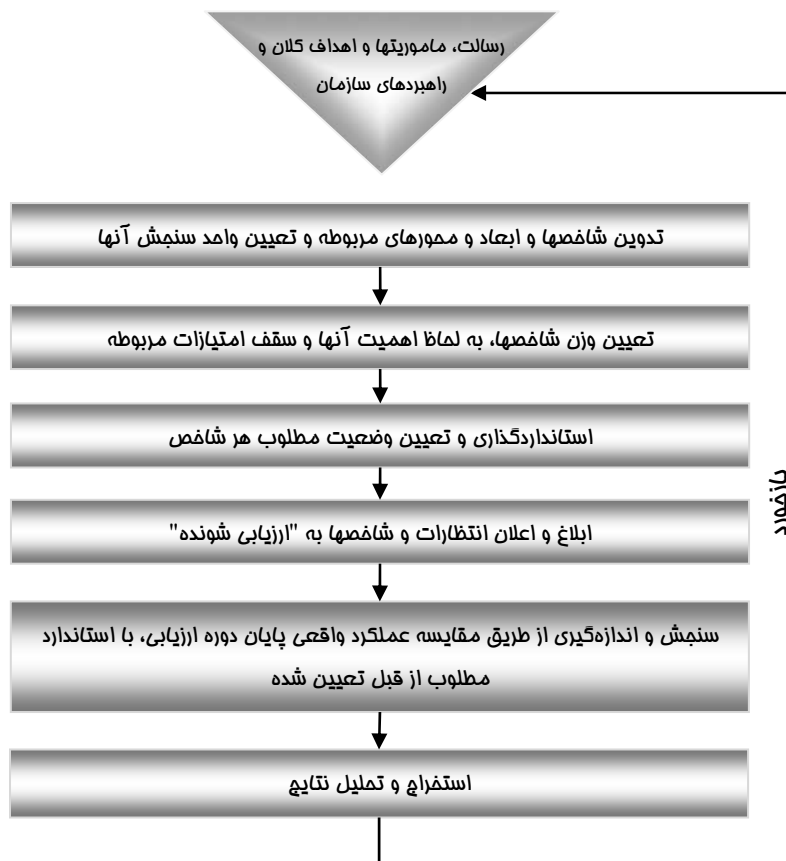 رسالت، ماموریتها و اهداف کلان و
راهبردهای سازمان
تدوین شاخصها و ابعاد و محورهای مربوطه و تعیین واحد سنجش آنها
تعیین وزن شاخصها، به لحاظ اهمیت آنها و سقف امتیازات مربوطه
استانداردگذاری و تعیین وضعیت مطلوب هر شاخص
ابلاغ و اعلان انتظارات و شاخصها به "ارزیابی شونده"
سنجش و اندازه‌گیری از طریق مقایسه عملکرد واقعی پایان دوره ارزیابی، با استاندارد
مطلوب از قبل تعیین شده
استخراج و تحلیل نتایج
بازخورد